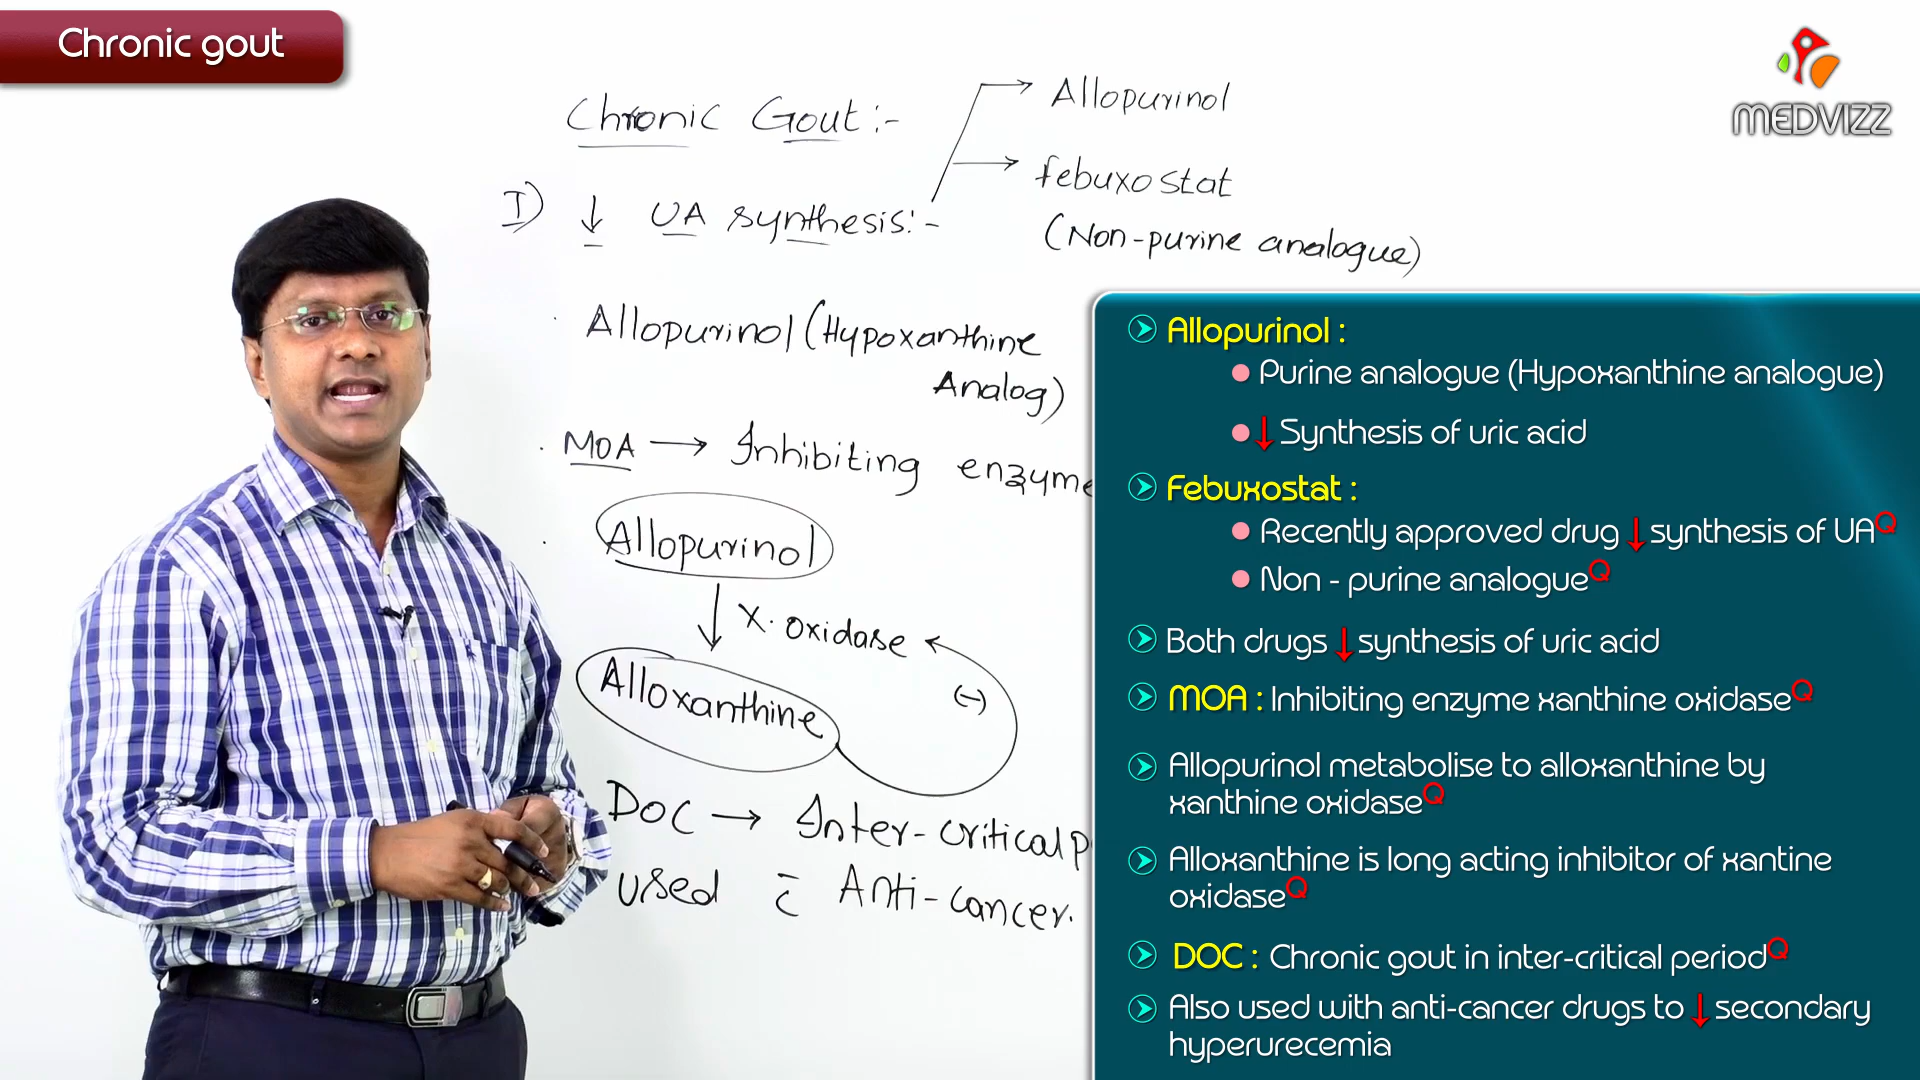 Chronic gout
MEDVIZZ
Chronic Gout :-
Allopurinol
Febuxostat
(Non-purine analogue)
I) ↓ UA synthesis:-
Allopurinol (Hypoxanthine
Analog)
MOA → Inhibiting enzyme
Allopurinol
X. oxidase
(-)
Alloxanthine
DOC → Inter-critical p
used c̄ Anti-cancer.
Allopurinol :
Purine analogue (Hypoxanthine analogue)
↓ Synthesis of uric acid
Febuxostat :
Recently approved drug ↓ synthesis of UA Q
Non - purine analogue Q
Both drugs ↓ synthesis of uric acid
MOA : Inhibiting enzyme xanthine oxidase Q
Allopurinol metabolise to alloxanthine by
xanthine oxidase Q
Alloxanthine is long acting inhibitor of xantine
oxidase Q
DOC : Chronic gout in inter-critical period Q
Also used with anti-cancer drugs to ↓ secondary
hyperurecemia